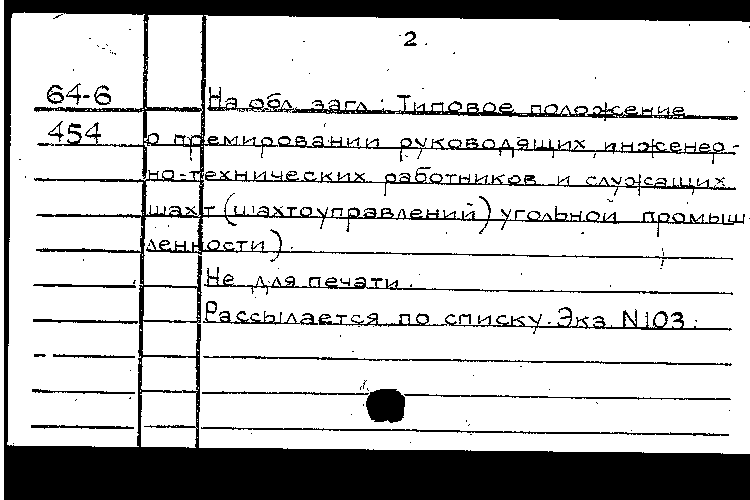 2.
64-6 На обл. загл.: Типовое положение
454 о премировании руководящих, инженер-
но-технических работников и служащих
шахт (шахтоуправлений) угольной промыш-
ленности).
Не для печати.
Рассылается по списку. Экз. N103.